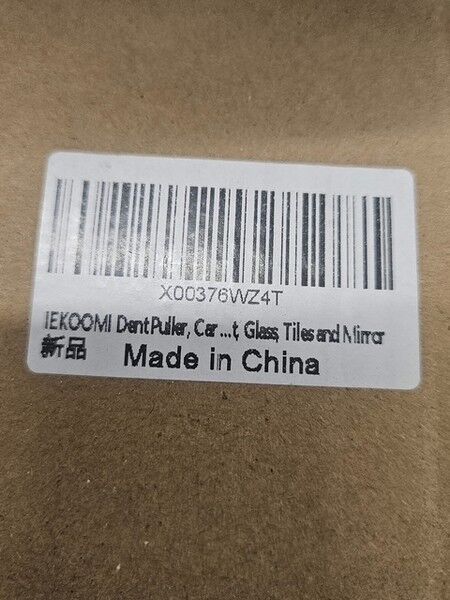 X00376WZ4T
IEKOOMI Dent Puller, Car ...t, Glass, Tiles and Mirror
新品 Made in China